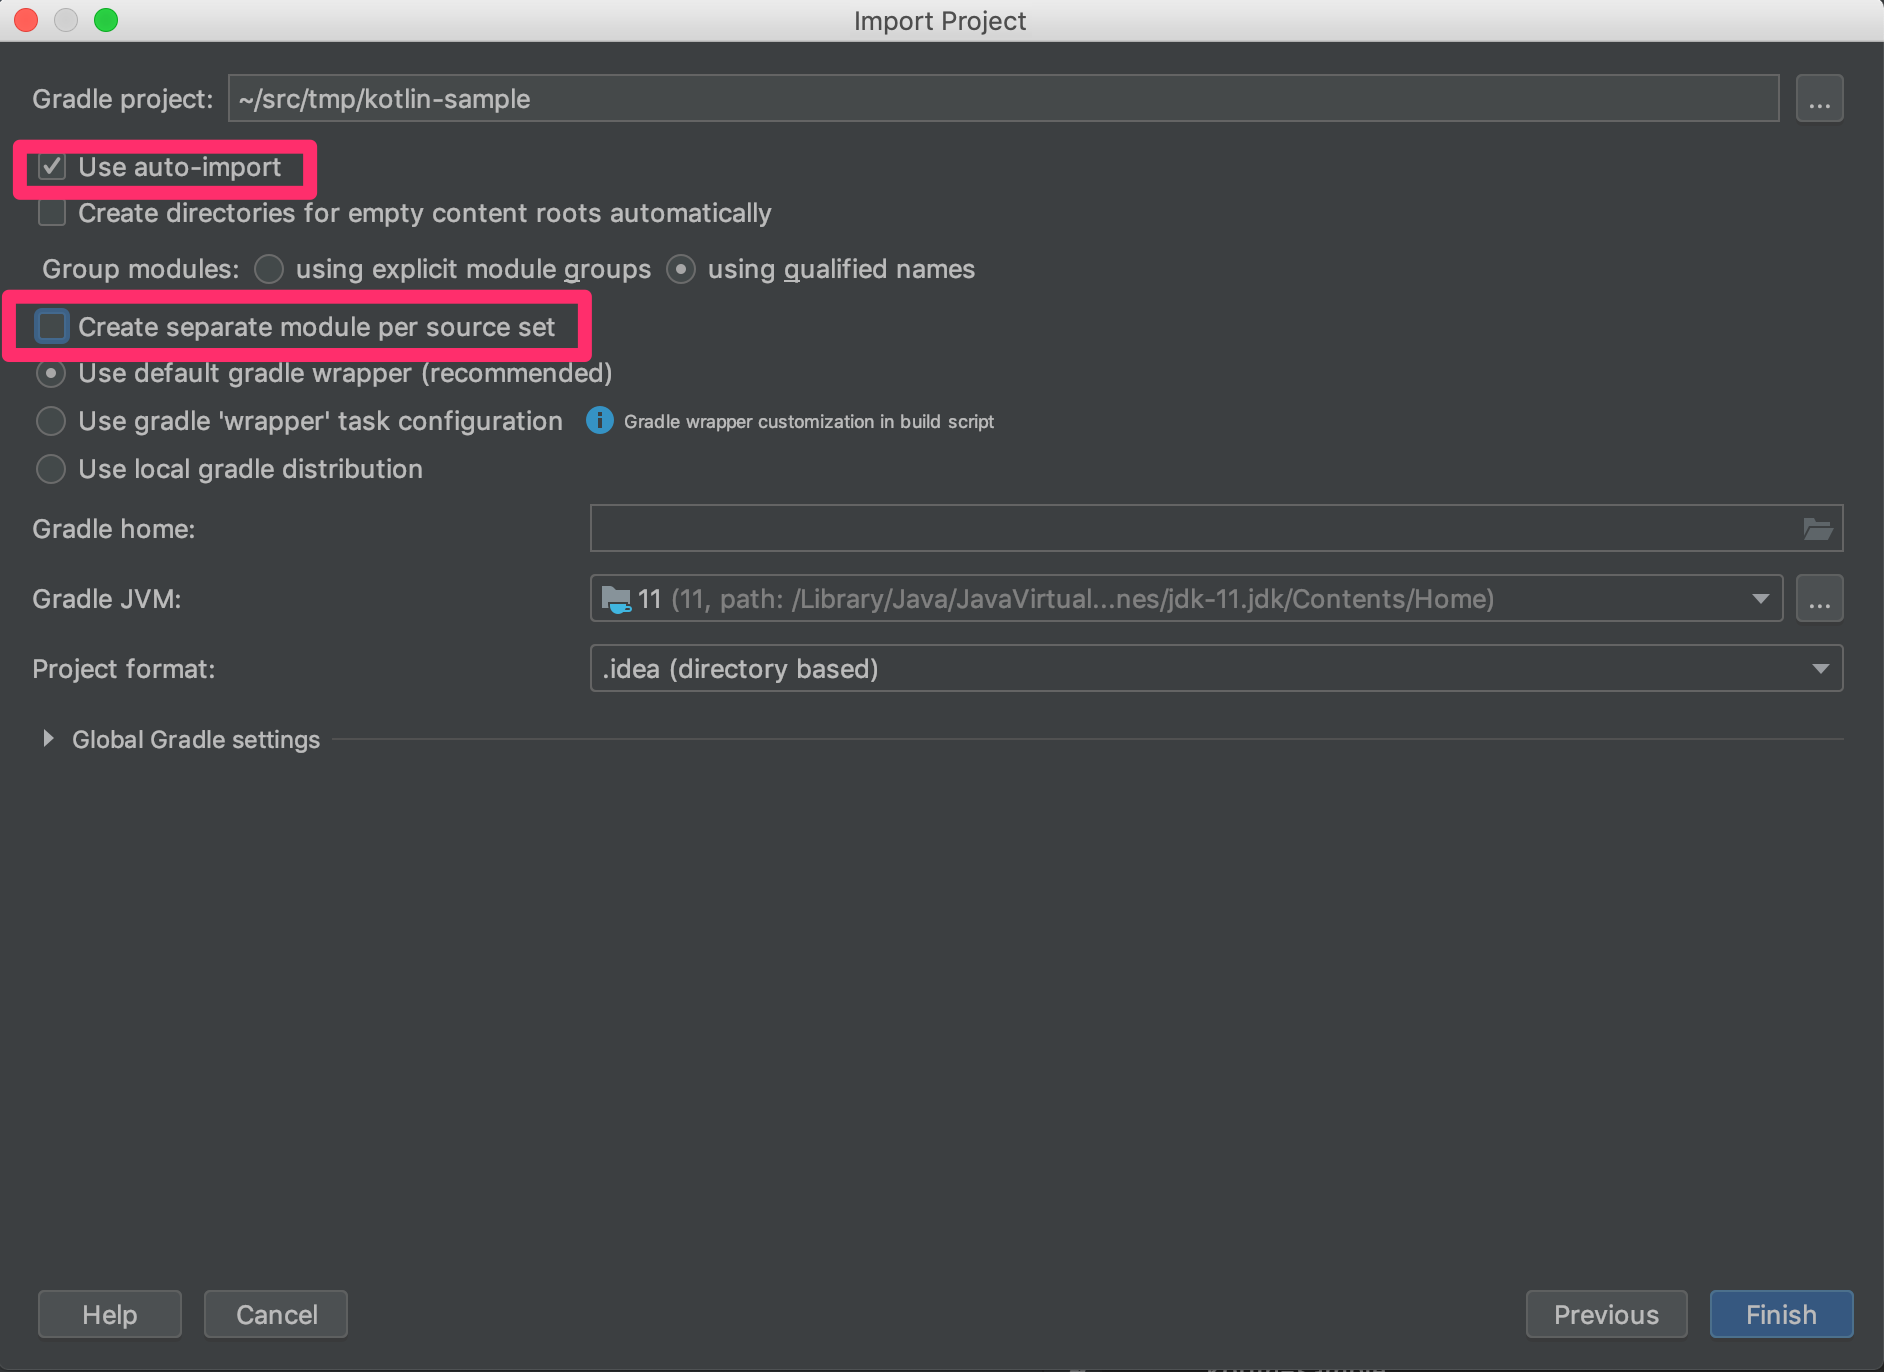 Import Project
Gradle project: ~/src/tmp/kotlin-sample ...
Use auto-import
Create directories for empty content roots automatically
Group modules: using explicit module groups using qualified names
Create separate module per source set
Use default gradle wrapper (recommended)
Use gradle 'wrapper' task configuration Gradle wrapper customization in build script
Use local gradle distribution
Gradle home:
Gradle JVM: 11 (11, path: /Library/Java/JavaVirtual...nes/jdk-11.jdk/Contents/Home) ...
Project format: .idea (directory based)
Global Gradle settings
Help Cancel Previous Finish